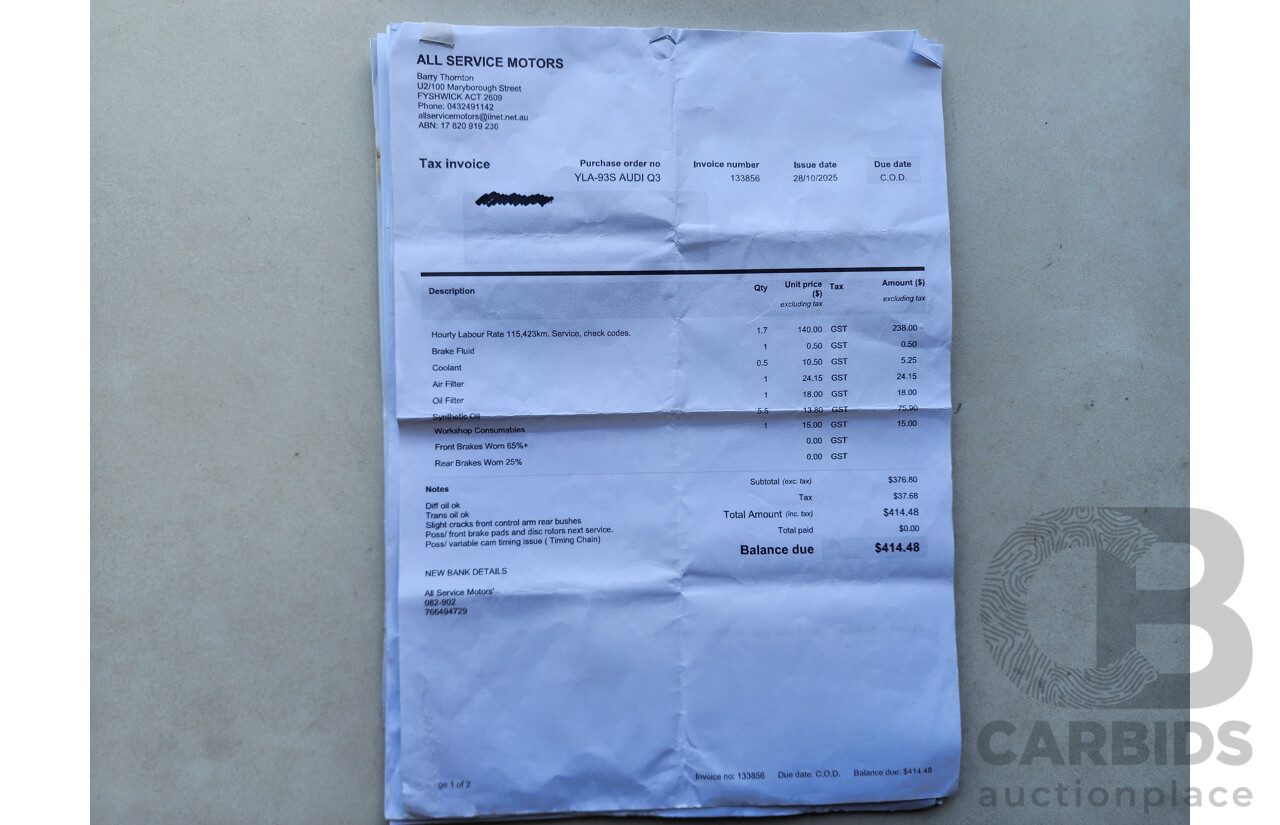 ALL SERVICE MOTORS
Barry Thornton
U2/100 Maryborough Street
FYSHWICK ACT 2609
Phone: 0432491142
allservicemotors@iinet.net.au
ABN: 17 820 919 236
Tax invoice
Purchase order no Invoice number Issue date Due date
YLA-93S AUDI Q3 133856 28/10/2025 C.O.D.
Description Qty Unit price ($) excluding tax Tax Amount ($) excluding tax
Hourly Labour Rate 115,423km. Service, check codes. 1.7 140.00 GST 238.00
Brake Fluid 1 0.50 GST 0.50
Coolant 0.5 10.50 GST 5.25
Air Filter 1 24.15 GST 24.15
Oil Filter 1 18.00 GST 18.00
Synthetic Oil 5.5 13.80 GST 75.90
Workshop Consumables 1 15.00 GST 15.00
Front Brakes Worn 65%+ 0.00 GST
Rear Brakes Worn 25% 0.00 GST
Subtotal (exc. tax) $376.80
Tax $37.68
Total Amount (inc. tax) $414.48
Total paid $0.00
Balance due $414.48
Notes
Diff oil ok
Trans oil ok
Slight cracks front control arm rear bushes
Poss/ front brake pads and disc rotors next service.
Poss/ variable cam timing issue ( Timing Chain)
NEW BANK DETAILS
All Service Motors'
082-902
766494729
ge 1 of 2
Invoice no: 133856 Due date: C.O.D. Balance due: $414.48
CB
CARBIDS
auctionplace